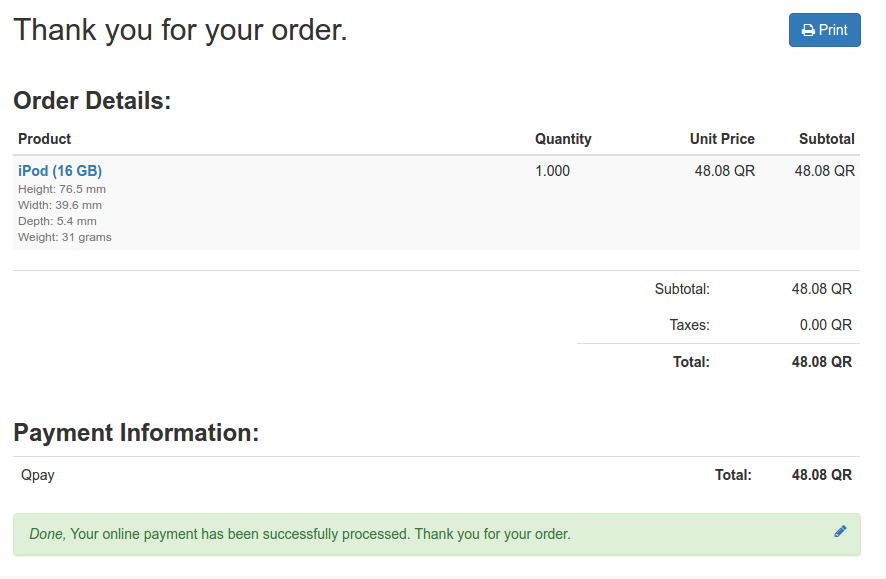 Thank you for your order.
Print
Order Details:
Product Quantity Unit Price Subtotal
iPod (16 GB) 1.000 48.08 QR 48.08 QR
Height: 76.5 mm
Width: 39.6 mm
Depth: 5.4 mm
Weight: 31 grams
Subtotal: 48.08 QR
Taxes: 0.00 QR
Total: 48.08 QR
Payment Information:
Qpay Total: 48.08 QR
Done, Your online payment has been successfully processed. Thank you for your order.